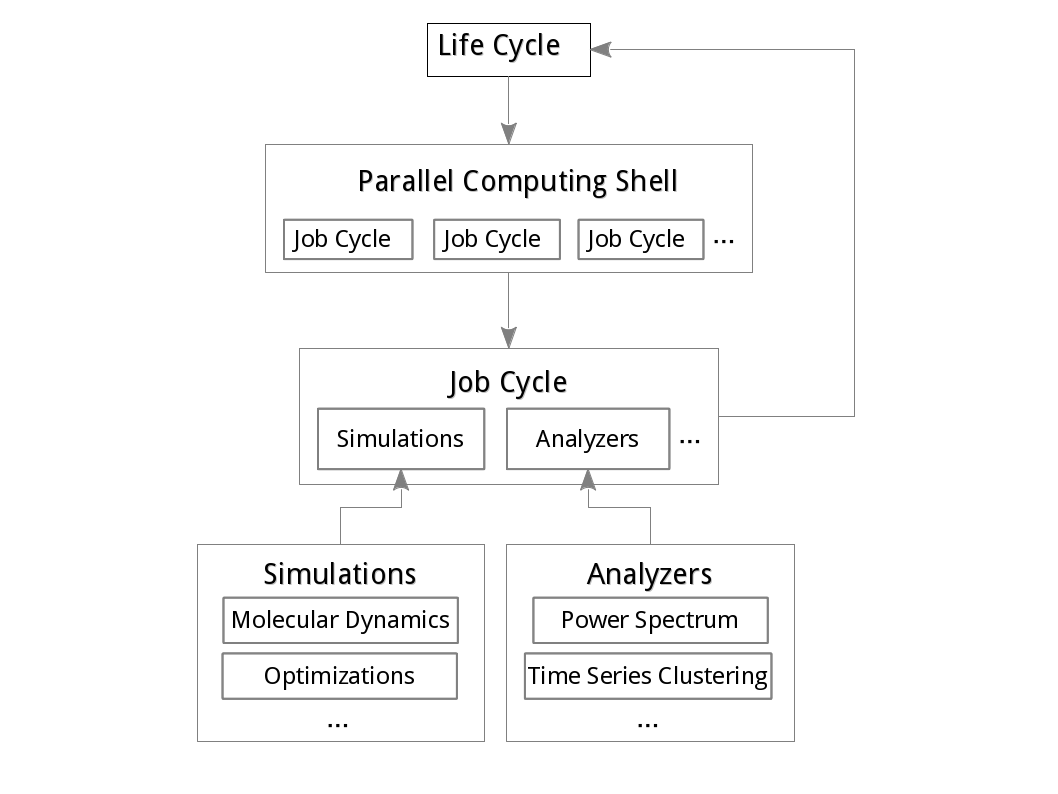 Life Cycle
Parallel Computing Shell
Job Cycle Job Cycle Job Cycle ...
Job Cycle
Simulations Analyzers ...
Simulations
Molecular Dynamics
Optimizations
...
Analyzers
Power Spectrum
Time Series Clustering
...